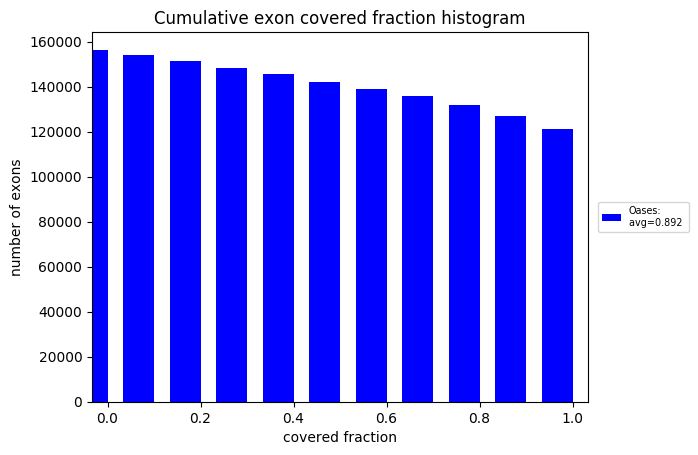 Cumulative exon covered fraction histogram
160000
140000
120000
100000
80000
60000
40000
20000
0
number of exons
0.0 0.2 0.4 0.6 0.8 1.0
covered fraction
Oases:
avg=0.892